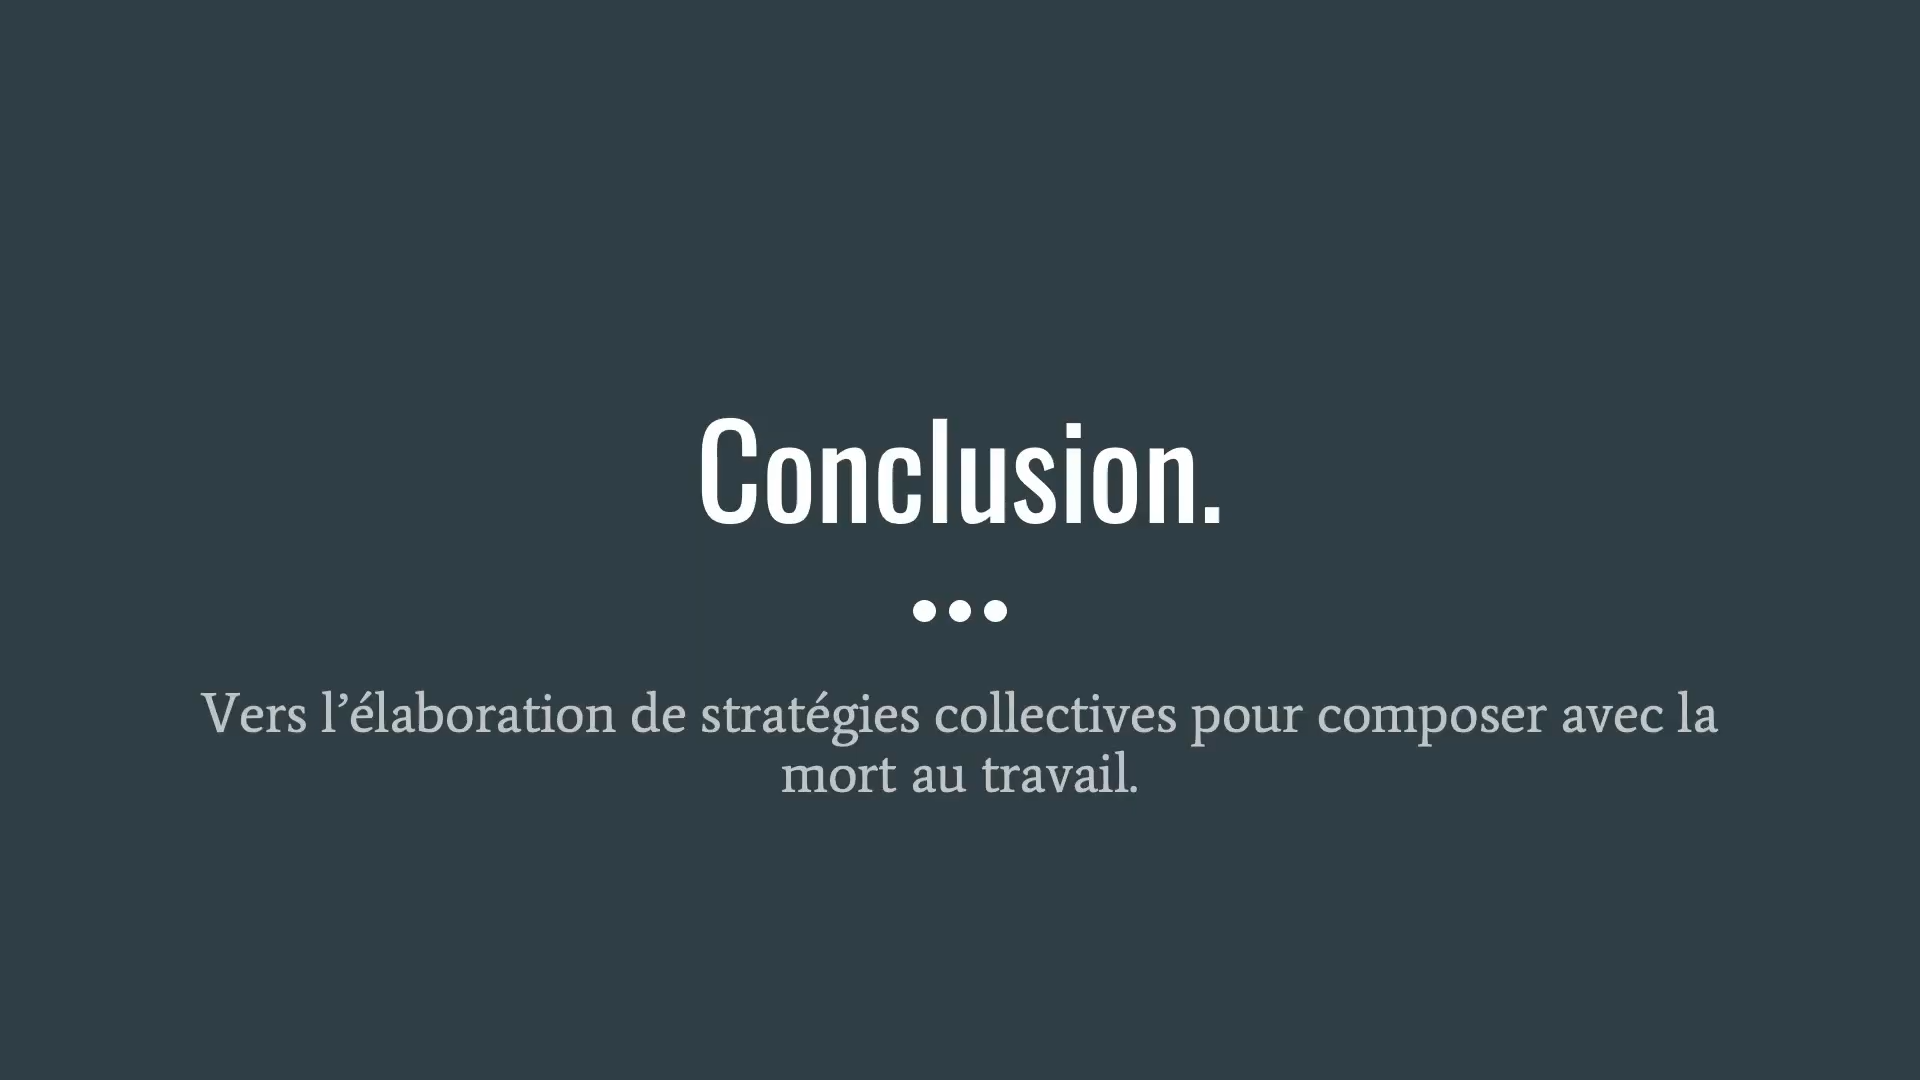 Conclusion.
Vers l’élaboration de stratégies collectives pour composer avec la
mort au travail.